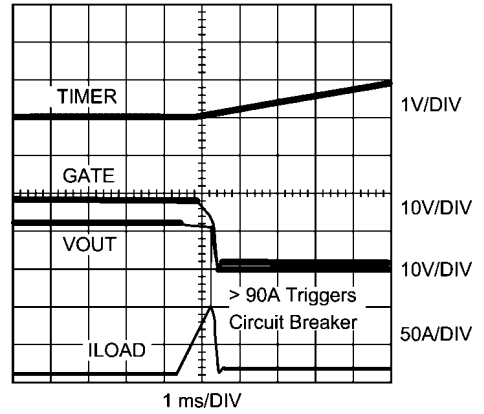 TIMER
1V/DIV
GATE
10V/DIV
VOUT
10V/DIV
> 90A Triggers
Circuit Breaker
50A/DIV
ILOAD
1 ms/DIV